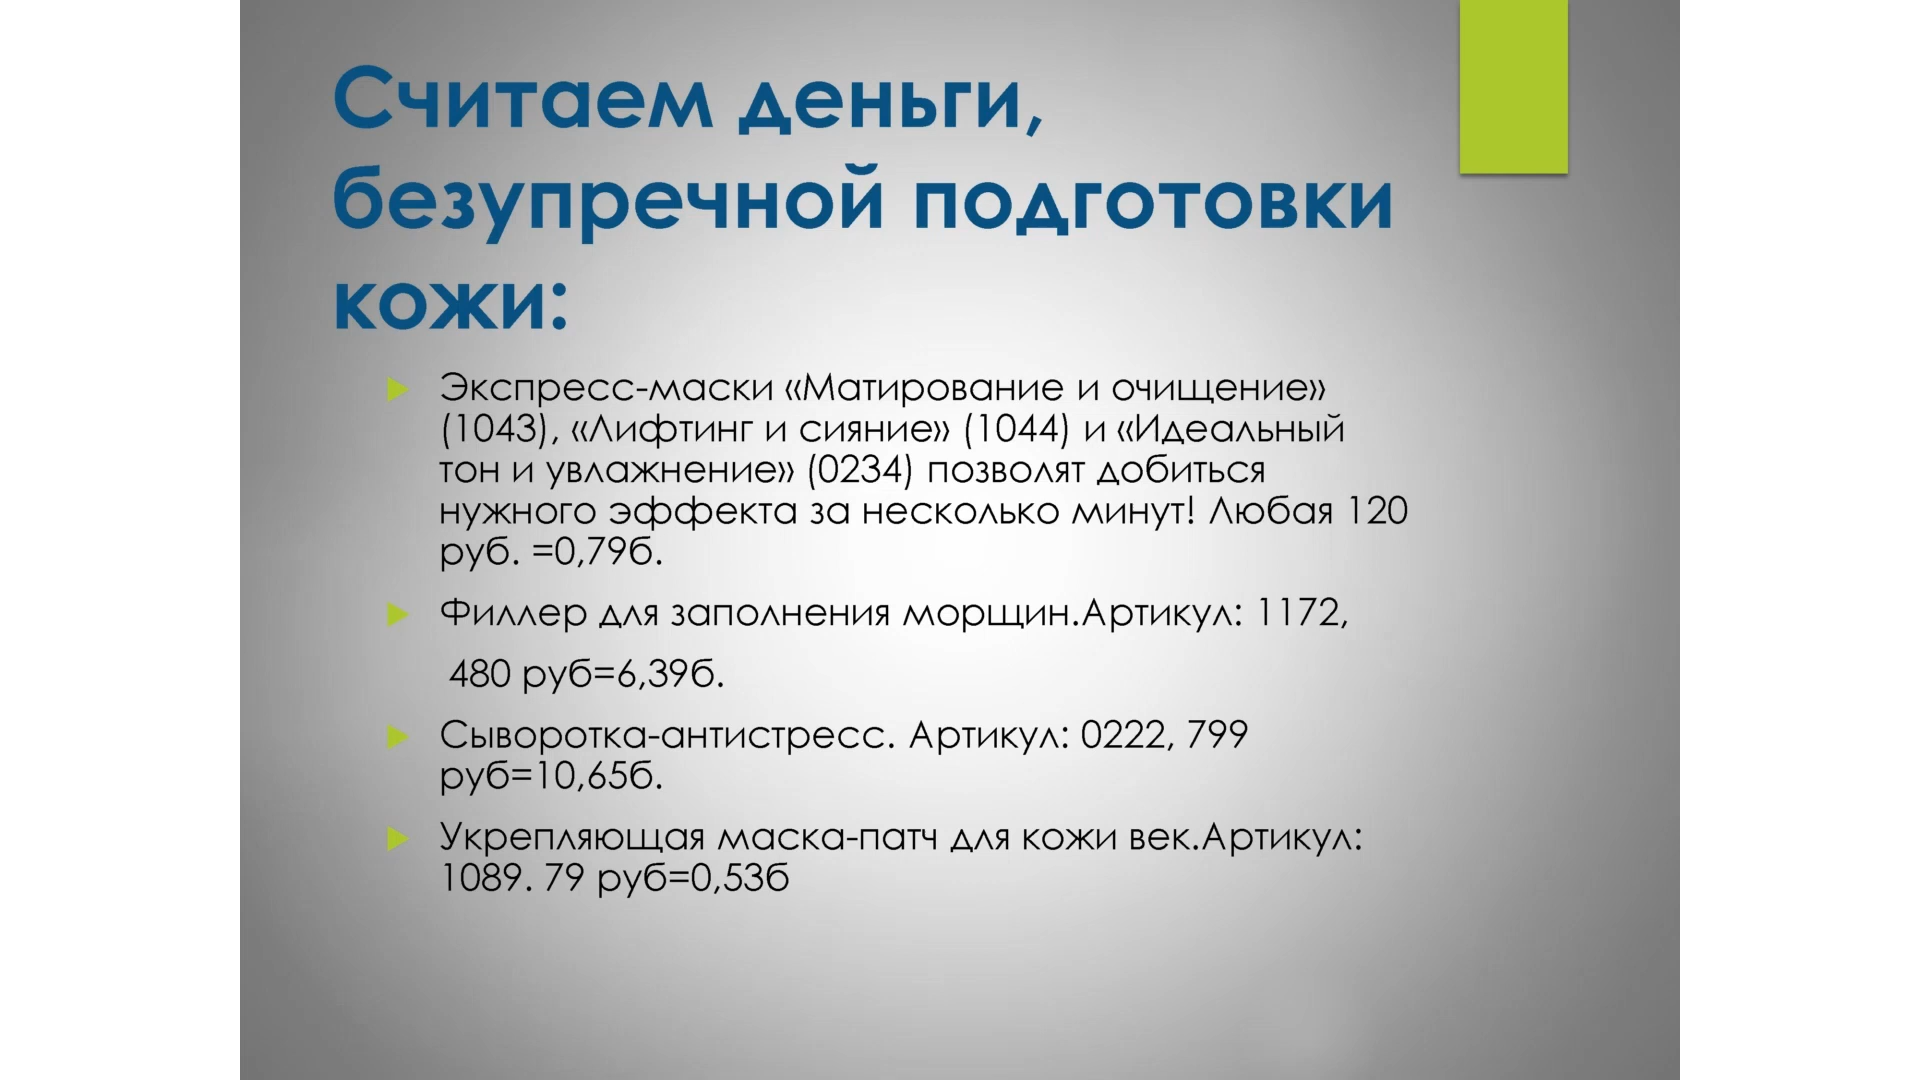 Считаем деньги,
безупречной подготовки
кожи:
Экспресс-маски «Матирование и очищение»
(1043), «Лифтинг и сияние» (1044) и «Идеальный
тон и увлажнение» (0234) позволят добиться
нужного эффекта за несколько минут! Любая 120
руб. =0,79б.
Филлер для заполнения морщин.Артикул: 1172,
480 руб=6,39б.
Сыворотка-антистресс. Артикул: 0222, 799
руб=10,65б.
Укрепляющая маска-патч для кожи век.Артикул:
1089. 79 руб=0,53б